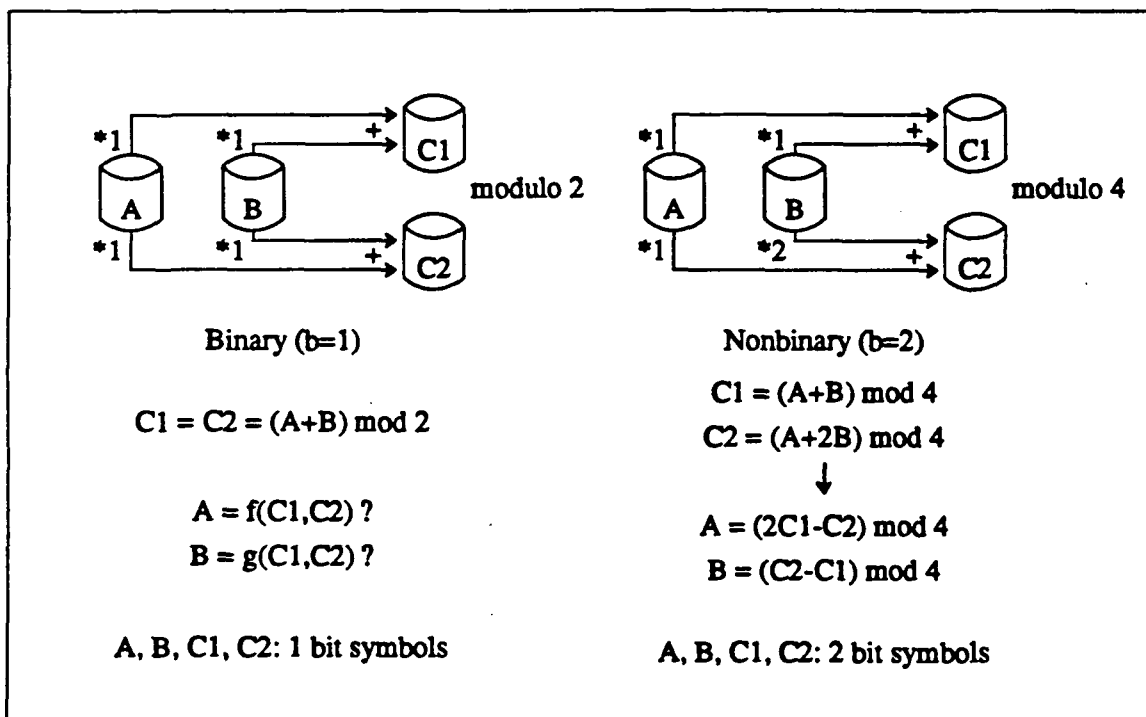 *1
*1
+
C1
A
B
modulo 2
*1
*1
+
C2
Binary (b=1)
C1 = C2 = (A+B) mod 2
A = f(C1,C2) ?
B = g(C1,C2) ?
A, B, C1, C2: 1 bit symbols
*1
*1
+
C1
A
B
modulo 4
*1
*2
+
C2
Nonbinary (b=2)
C1 = (A+B) mod 4
C2 = (A+2B) mod 4
A = (2C1-C2) mod 4
B = (C2-C1) mod 4
A, B, C1, C2: 2 bit symbols